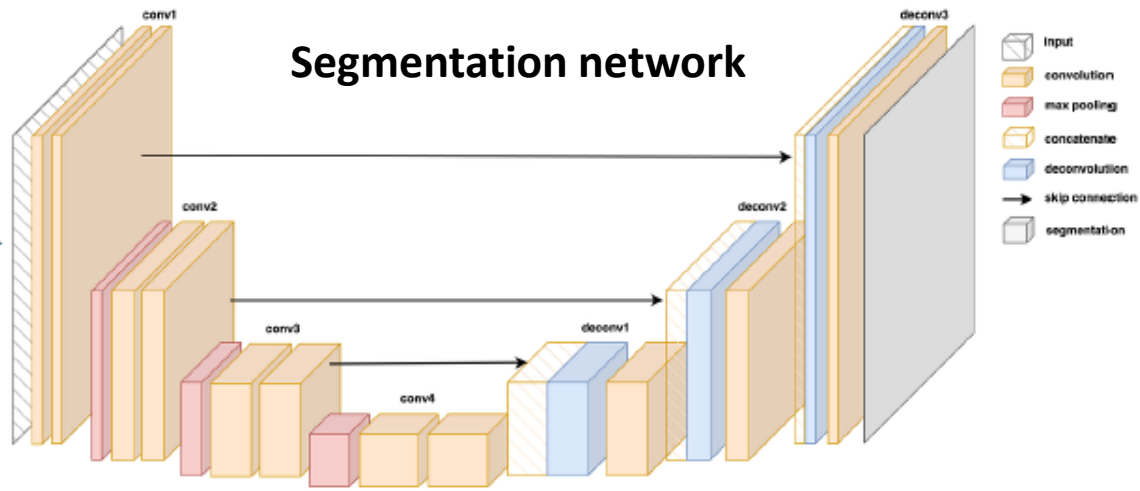 Segmentation network
conv1
conv2
conv3
conv4
deconv1
deconv2
deconv3
input
convolution
max pooling
concatenate
deconvolution
skip connection
segmentation